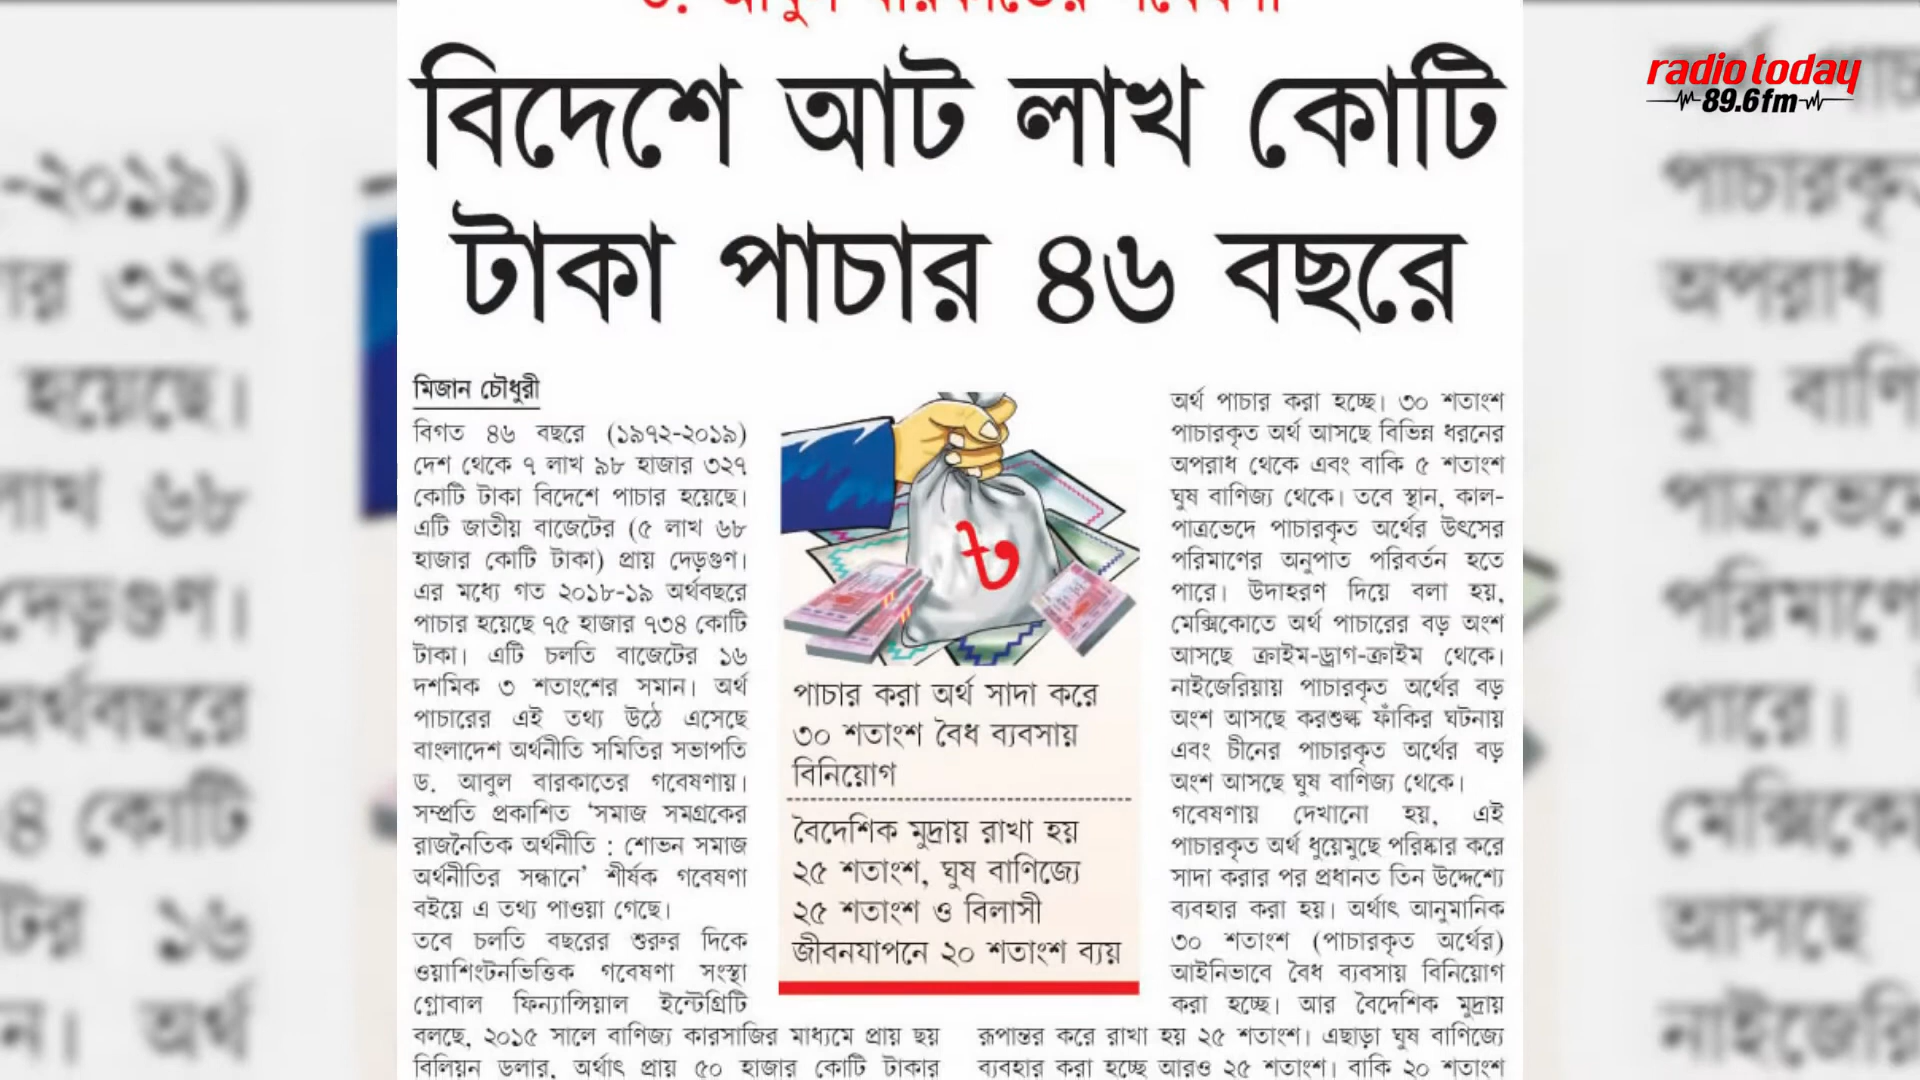 ড. আবুল বারকাতের গবেষণা
বিদেশে আট লাখ কোটি
টাকা পাচার ৪৬ বছরে
radio today
89.6fm
মিজান চৌধুরী
বিগত ৪৬ বছরে (১৯৭২-২০১৯)
দেশ থেকে ৭ লাখ ৯৮ হাজার ৩২৭
কোটি টাকা বিদেশে পাচার হয়েছে।
এটি জাতীয় বাজেটের (৫ লাখ ৬৮
হাজার কোটি টাকা) প্রায় দেড়গুণ।
এর মধ্যে গত ২০১৮-১৯ অর্থবছরে
পাচার হয়েছে ৭৫ হাজার ৭৩৪ কোটি
টাকা। এটি চলতি বাজেটের ১৬
দশমিক ৩ শতাংশের সমান। অর্থ
পাচারের এই তথ্য উঠে এসেছে
বাংলাদেশ অর্থনীতি সমিতির সভাপতি
ড. আবুল বারকাতের গবেষণায়।
সম্প্রতি প্রকাশিত ‘সমাজ সমগ্রকের
রাজনৈতিক অর্থনীতি : শোভন সমাজ
অর্থনীতির সন্ধানে’ শীর্ষক গবেষণা
বইয়ে এ তথ্য পাওয়া গেছে।
তবে চলতি বছরের শুরুর দিকে
ওয়াশিংটনভিত্তিক গবেষণা সংস্থা
গ্লোবাল ফিন্যান্সিয়াল ইন্টেগ্রিটি
বলছে, ২০১৫ সালে বাণিজ্য কারসাজির মাধ্যমে প্রায় ছয়
বিলিয়ন ডলার, অর্থাৎ প্রায় ৫০ হাজার কোটি টাকার
৳
পাচার করা অর্থ সাদা করে
৩০ শতাংশ বৈধ ব্যবসায়
বিনিয়োগ
বৈদেশিক মুদ্রায় রাখা হয়
২৫ শতাংশ, ঘুষ বাণিজ্যে
২৫ শতাংশ ও বিলাসী
জীবনযাপনে ২০ শতাংশ ব্যয়
অর্থ পাচার করা হচ্ছে। ৩০ শতাংশ
পাচারকৃত অর্থ আসছে বিভিন্ন ধরনের
অপরাধ থেকে এবং বাকি ৫ শতাংশ
ঘুষ বাণিজ্য থেকে। তবে স্থান, কাল-
পাত্রভেদে পাচারকৃত অর্থের উৎসের
পরিমাণের অনুপাত পরিবর্তন হতে
পারে। উদাহরণ দিয়ে বলা হয়,
মেক্সিকোতে অর্থ পাচারের বড় অংশ
আসছে ক্রাইম-ড্রাগ-ক্রাইম থেকে।
নাইজেরিয়ায় পাচারকৃত অর্থের বড়
অংশ আসছে করশুল্ক ফাঁকির ঘটনায়
এবং চীনের পাচারকৃত অর্থের বড়
অংশ আসছে ঘুষ বাণিজ্য থেকে।
গবেষণায় দেখানো হয়, এই
পাচারকৃত অর্থ ধুয়েমুছে পরিষ্কার করে
সাদা করার পর প্রধানত তিন উদ্দেশ্যে
ব্যবহার করা হয়। অর্থাৎ আনুমানিক
৩০ শতাংশ (পাচারকৃত অর্থের)
আইনিভাবে বৈধ ব্যবসায় বিনিয়োগ
করা হচ্ছে। আর বৈদেশিক মুদ্রায়
রূপান্তর করে রাখা হয় ২৫ শতাংশ। এছাড়া ঘুষ বাণিজ্যে
ব্যবহার করা হচ্ছে আরও ২৫ শতাংশ। বাকি ২০ শতাংশ